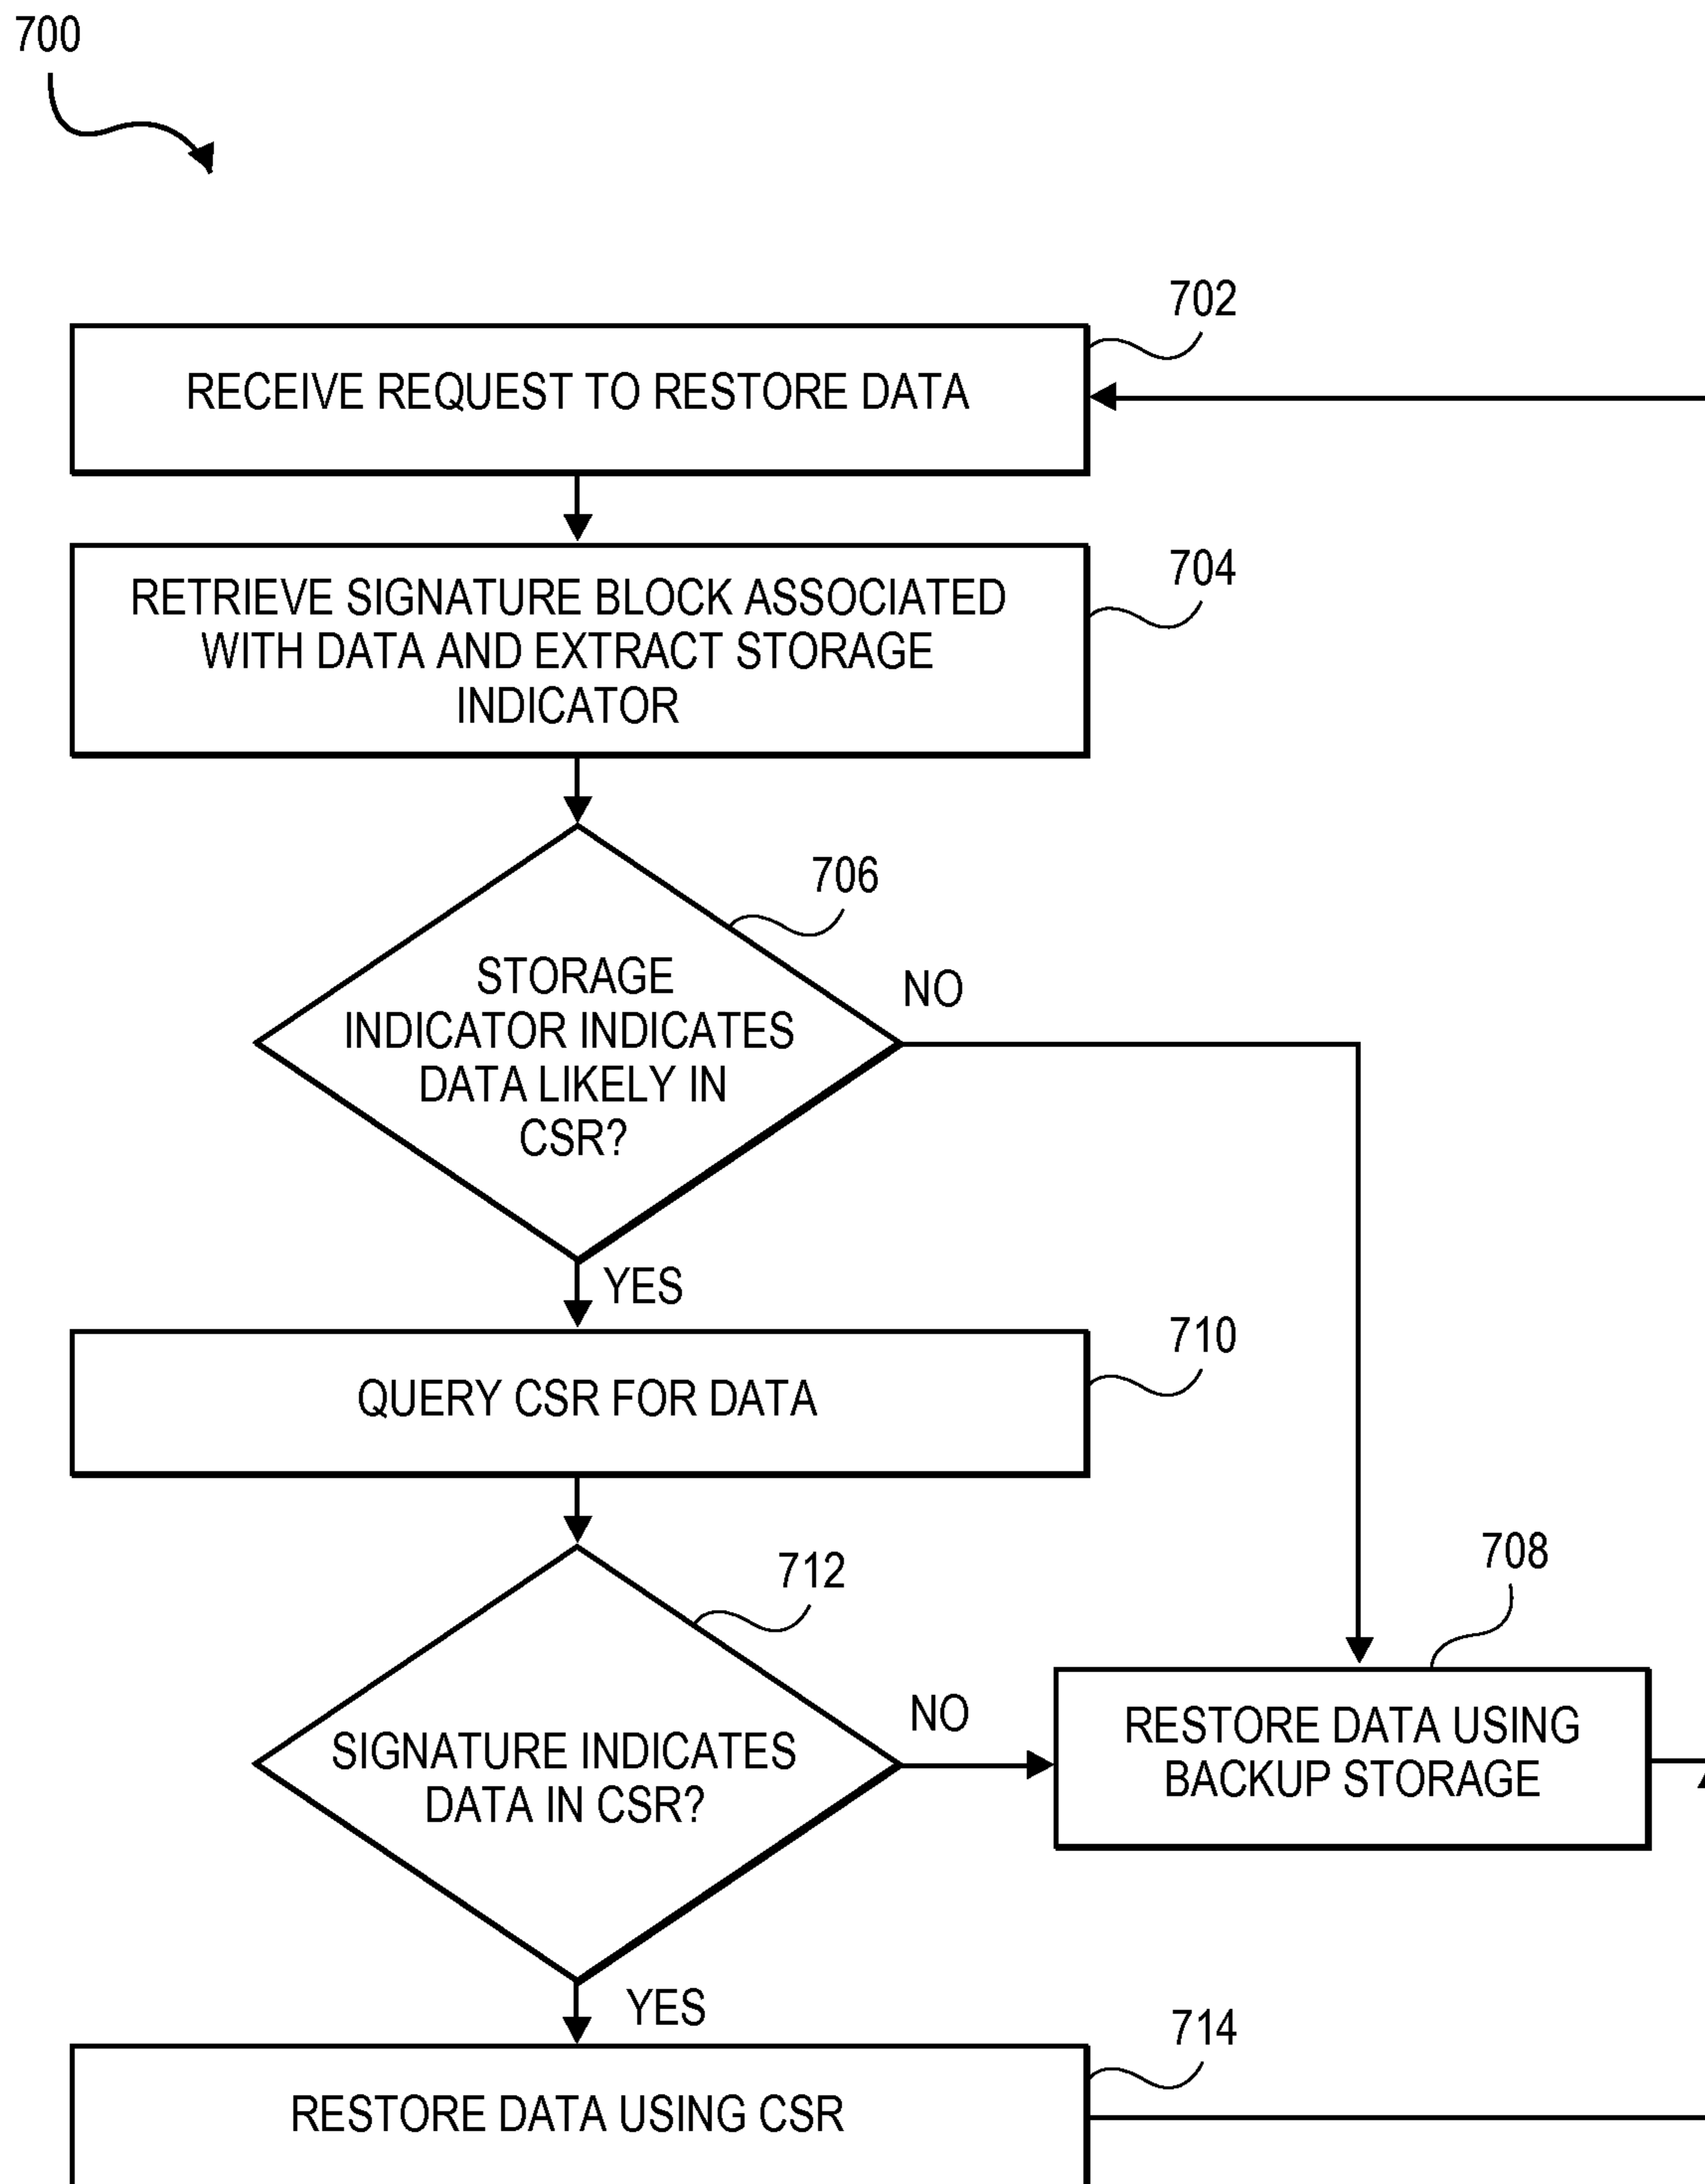 700
702
RECEIVE REQUEST TO RESTORE DATA
704
RETRIEVE SIGNATURE BLOCK ASSOCIATED
WITH DATA AND EXTRACT STORAGE
INDICATOR
706
STORAGE
INDICATOR INDICATES
DATA LIKELY IN
CSR?
NO
YES
710
QUERY CSR FOR DATA
712
SIGNATURE INDICATES
DATA IN CSR?
NO
708
RESTORE DATA USING
BACKUP STORAGE
YES
714
RESTORE DATA USING CSR